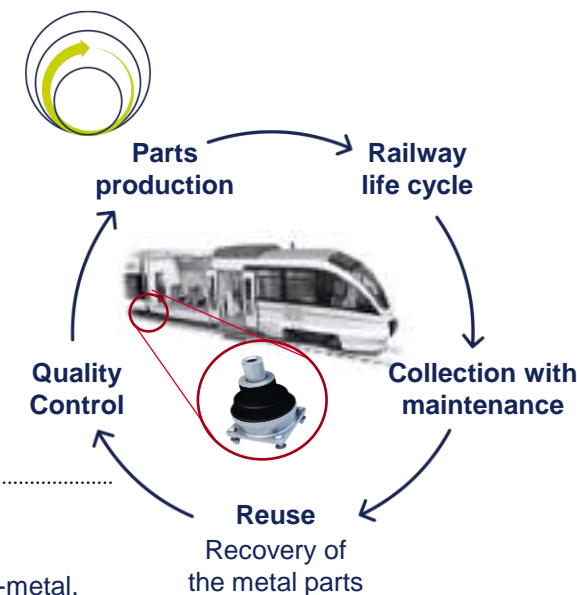 Parts
production
Railway
life cycle
Collection with
maintenance
Reuse
Recovery of
the metal parts
Quality
Control
-metal.